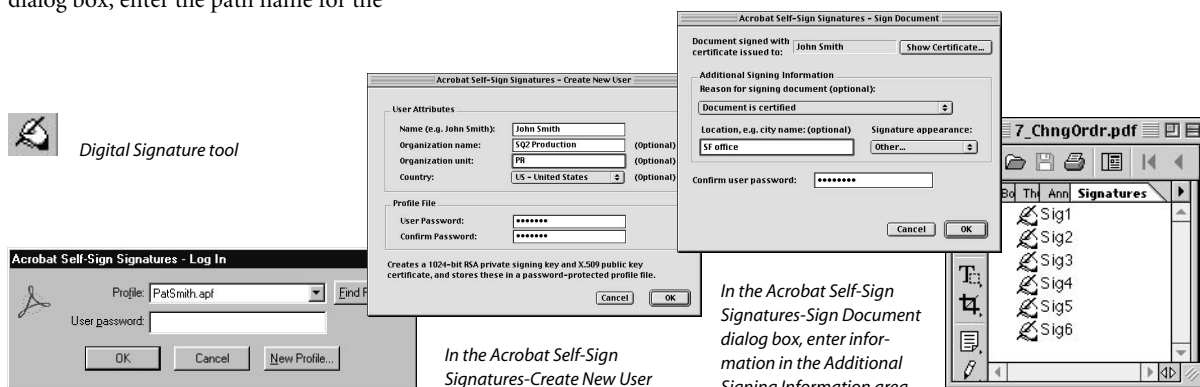 dialog box, enter the path name for the
Digital Signature tool
Acrobat Self-Sign Signatures - Log In
Profile: PatSmith.apf
User password:
OK Cancel New Profile...
Acrobat Self-Sign Signatures - Create New User
User Attributes
Name (e.g. John Smith): John Smith
Organization name: SQ2 Production (Optional)
Organization unit: PR (Optional)
Country: US - United States (Optional)
Profile File
User Password: •••••••
Confirm Password: •••••••
Creates a 1024-bit RSA private signing key and X.509 public key
certificate, and stores these in a password-protected profile file.
Cancel OK
In the Acrobat Self-Sign
Signatures-Create New User
Acrobat Self-Sign Signatures - Sign Document
Document signed with
certificate issued to: John Smith Show Certificate...
Additional Signing Information
Reason for signing document (optional):
Document is certified
Location, e.g. city name: (optional) Signature appearance:
SF office Other...
Confirm user password: ••••••••
Cancel OK
In the Acrobat Self-Sign
Signatures-Sign Document
dialog box, enter infor-
mation in the Additional
Signing Information area
7_ChngOrdr.pdf
Ann Signatures
Sig1
Sig2
Sig3
Sig4
Sig5
Sig6